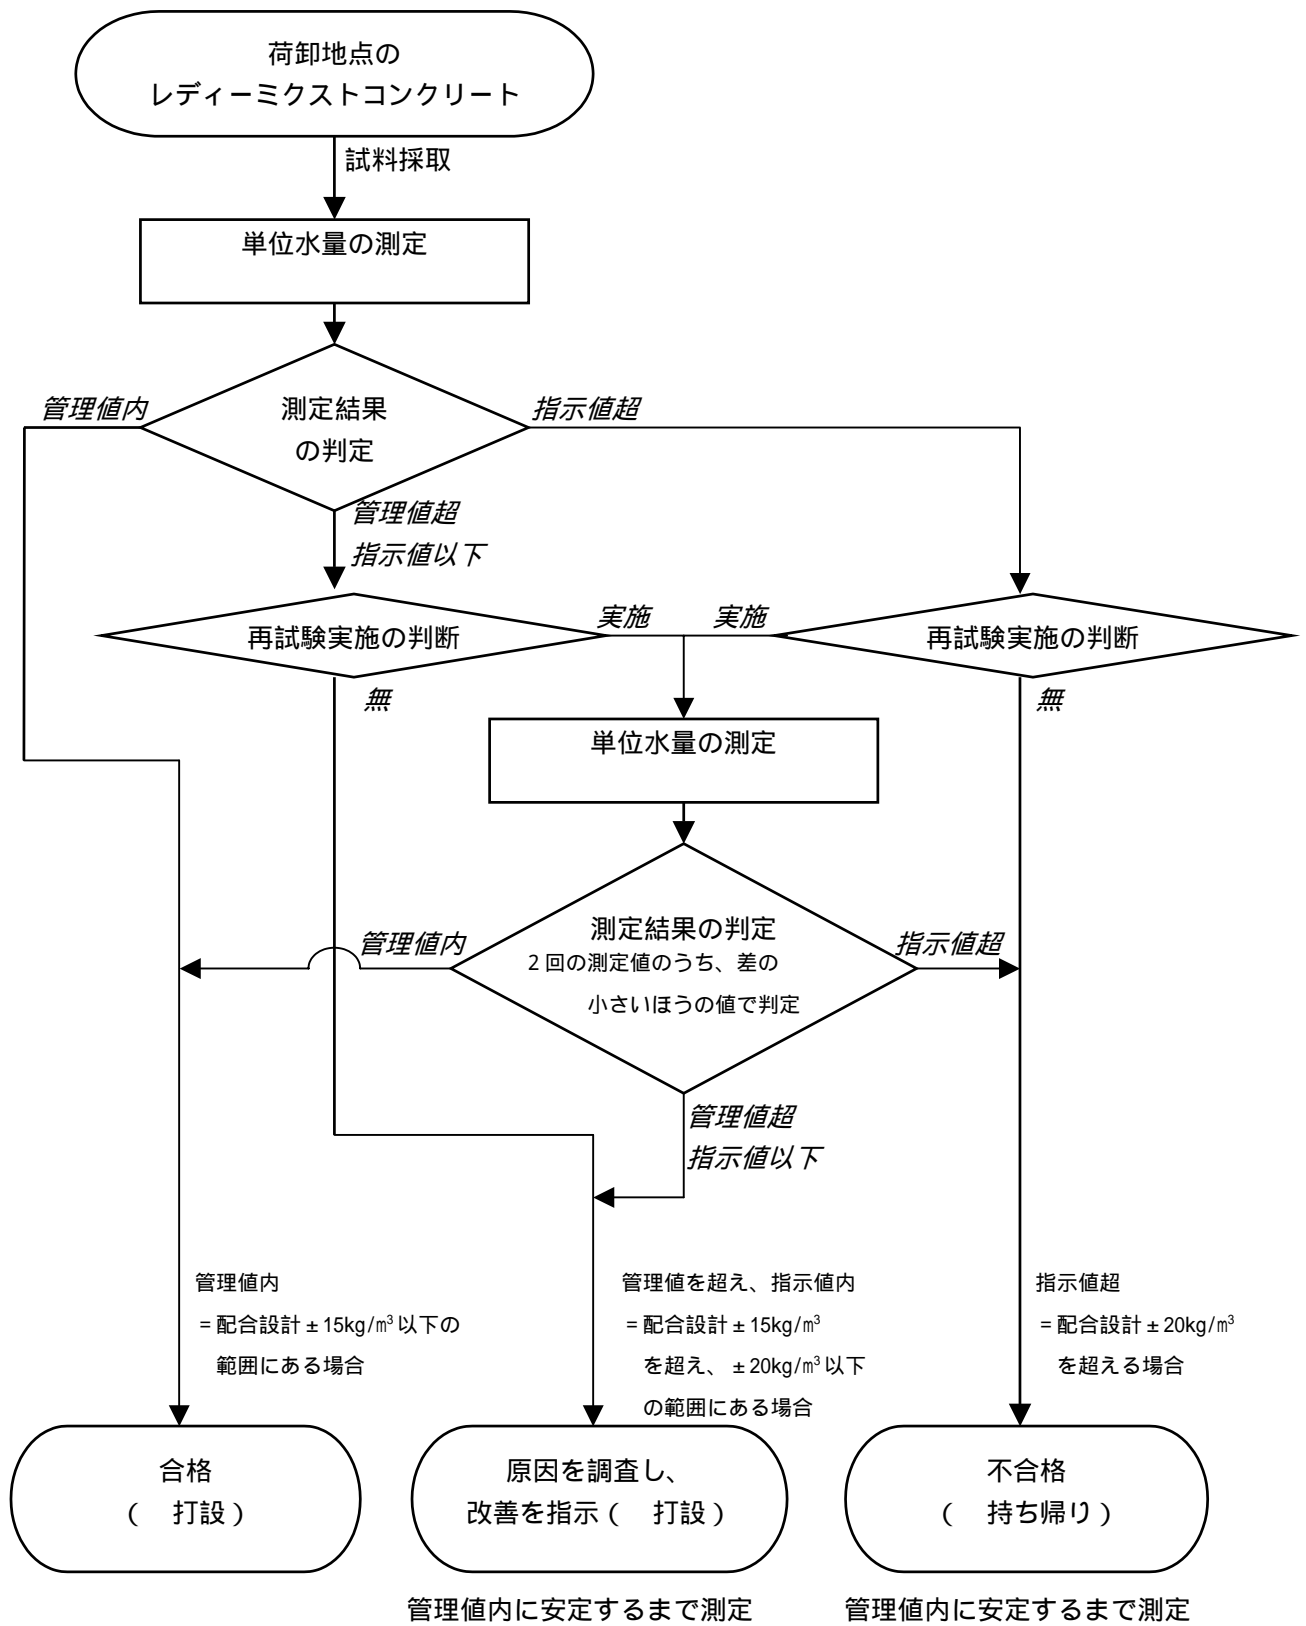 荷卸地点の
レディーミクストコンクリート
試料採取
単位水量の測定
管理値内
測定結果
の判定
指示値超
管理値超
指示値以下
再試験実施の判断
実施
実施
再試験実施の判断
無
無
単位水量の測定
管理値内
測定結果の判定
2回の測定値のうち、差の
小さいほうの値で判定
指示値超
管理値超
指示値以下
管理値内
=配合設計±15kg/m³以下の
範囲にある場合
管理値を超え、指示値内
=配合設計±15kg/m³
を超え、±20kg/m³以下
の範囲にある場合
指示値超
=配合設計±20kg/m³
を超える場合
合格
( 打設)
原因を調査し、
改善を指示( 打設)
不合格
( 持ち帰り)
管理値内に安定するまで測定
管理値内に安定するまで測定